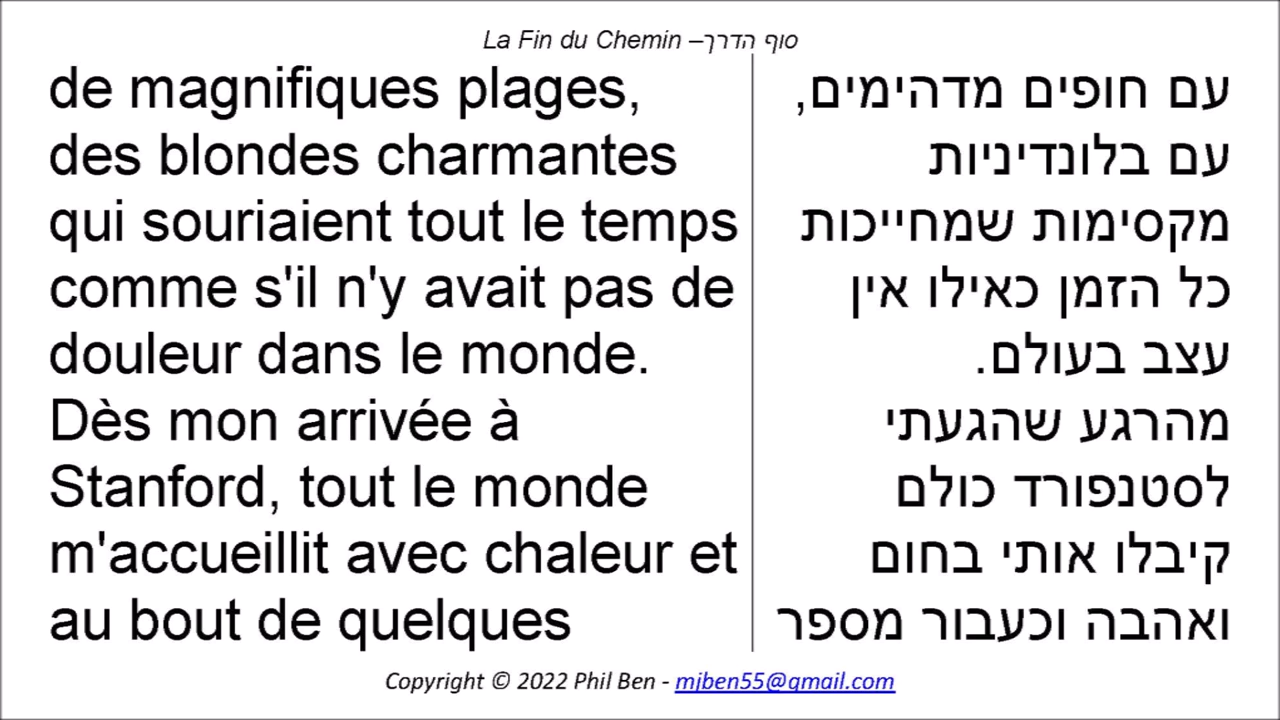 La Fin du Chemin –סוף הדרך
de magnifiques plages,
des blondes charmantes
qui souriaient tout le temps
comme s'il n'y avait pas de
douleur dans le monde.
Dès mon arrivée à
Stanford, tout le monde
m'accueillit avec chaleur et
au bout de quelques
עם חופים מדהימים,
עם בלונדיניות
מקסימות שמחייכות
כל הזמן כאילו אין
עצב בעולם.
מהרגע שהגעתי
לסטנפורד כולם
קיבלו אותי בחום
ואהבה וכעבור מספר
Copyright © 2022 Phil Ben - mjben55@gmail.com